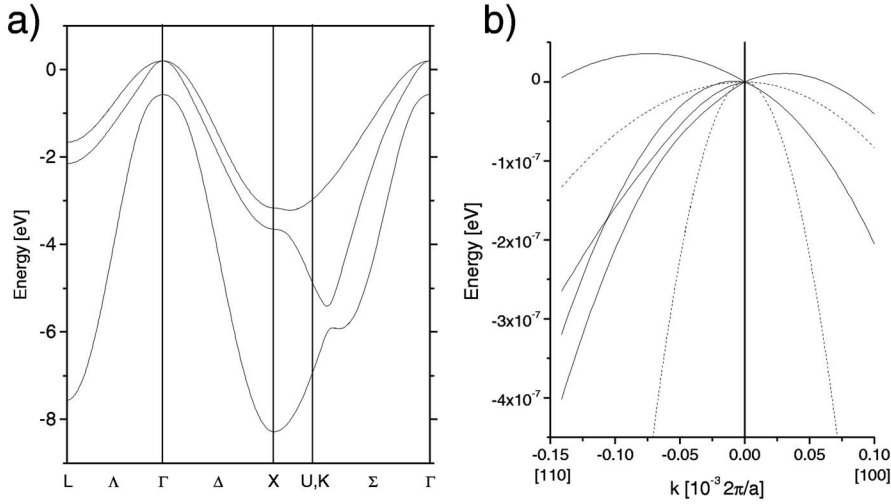 a)
Energy [eV]
0
-2
-4
-6
-8
L Λ Γ Δ X U,K Σ Γ
b)
Energy [eV]
0
-1x10⁻⁷
-2x10⁻⁷
-3x10⁻⁷
-4x10⁻⁷
-0.15 -0.10 -0.05 0.00 0.05 0.10
[110] k [10⁻³ 2π/a] [100]